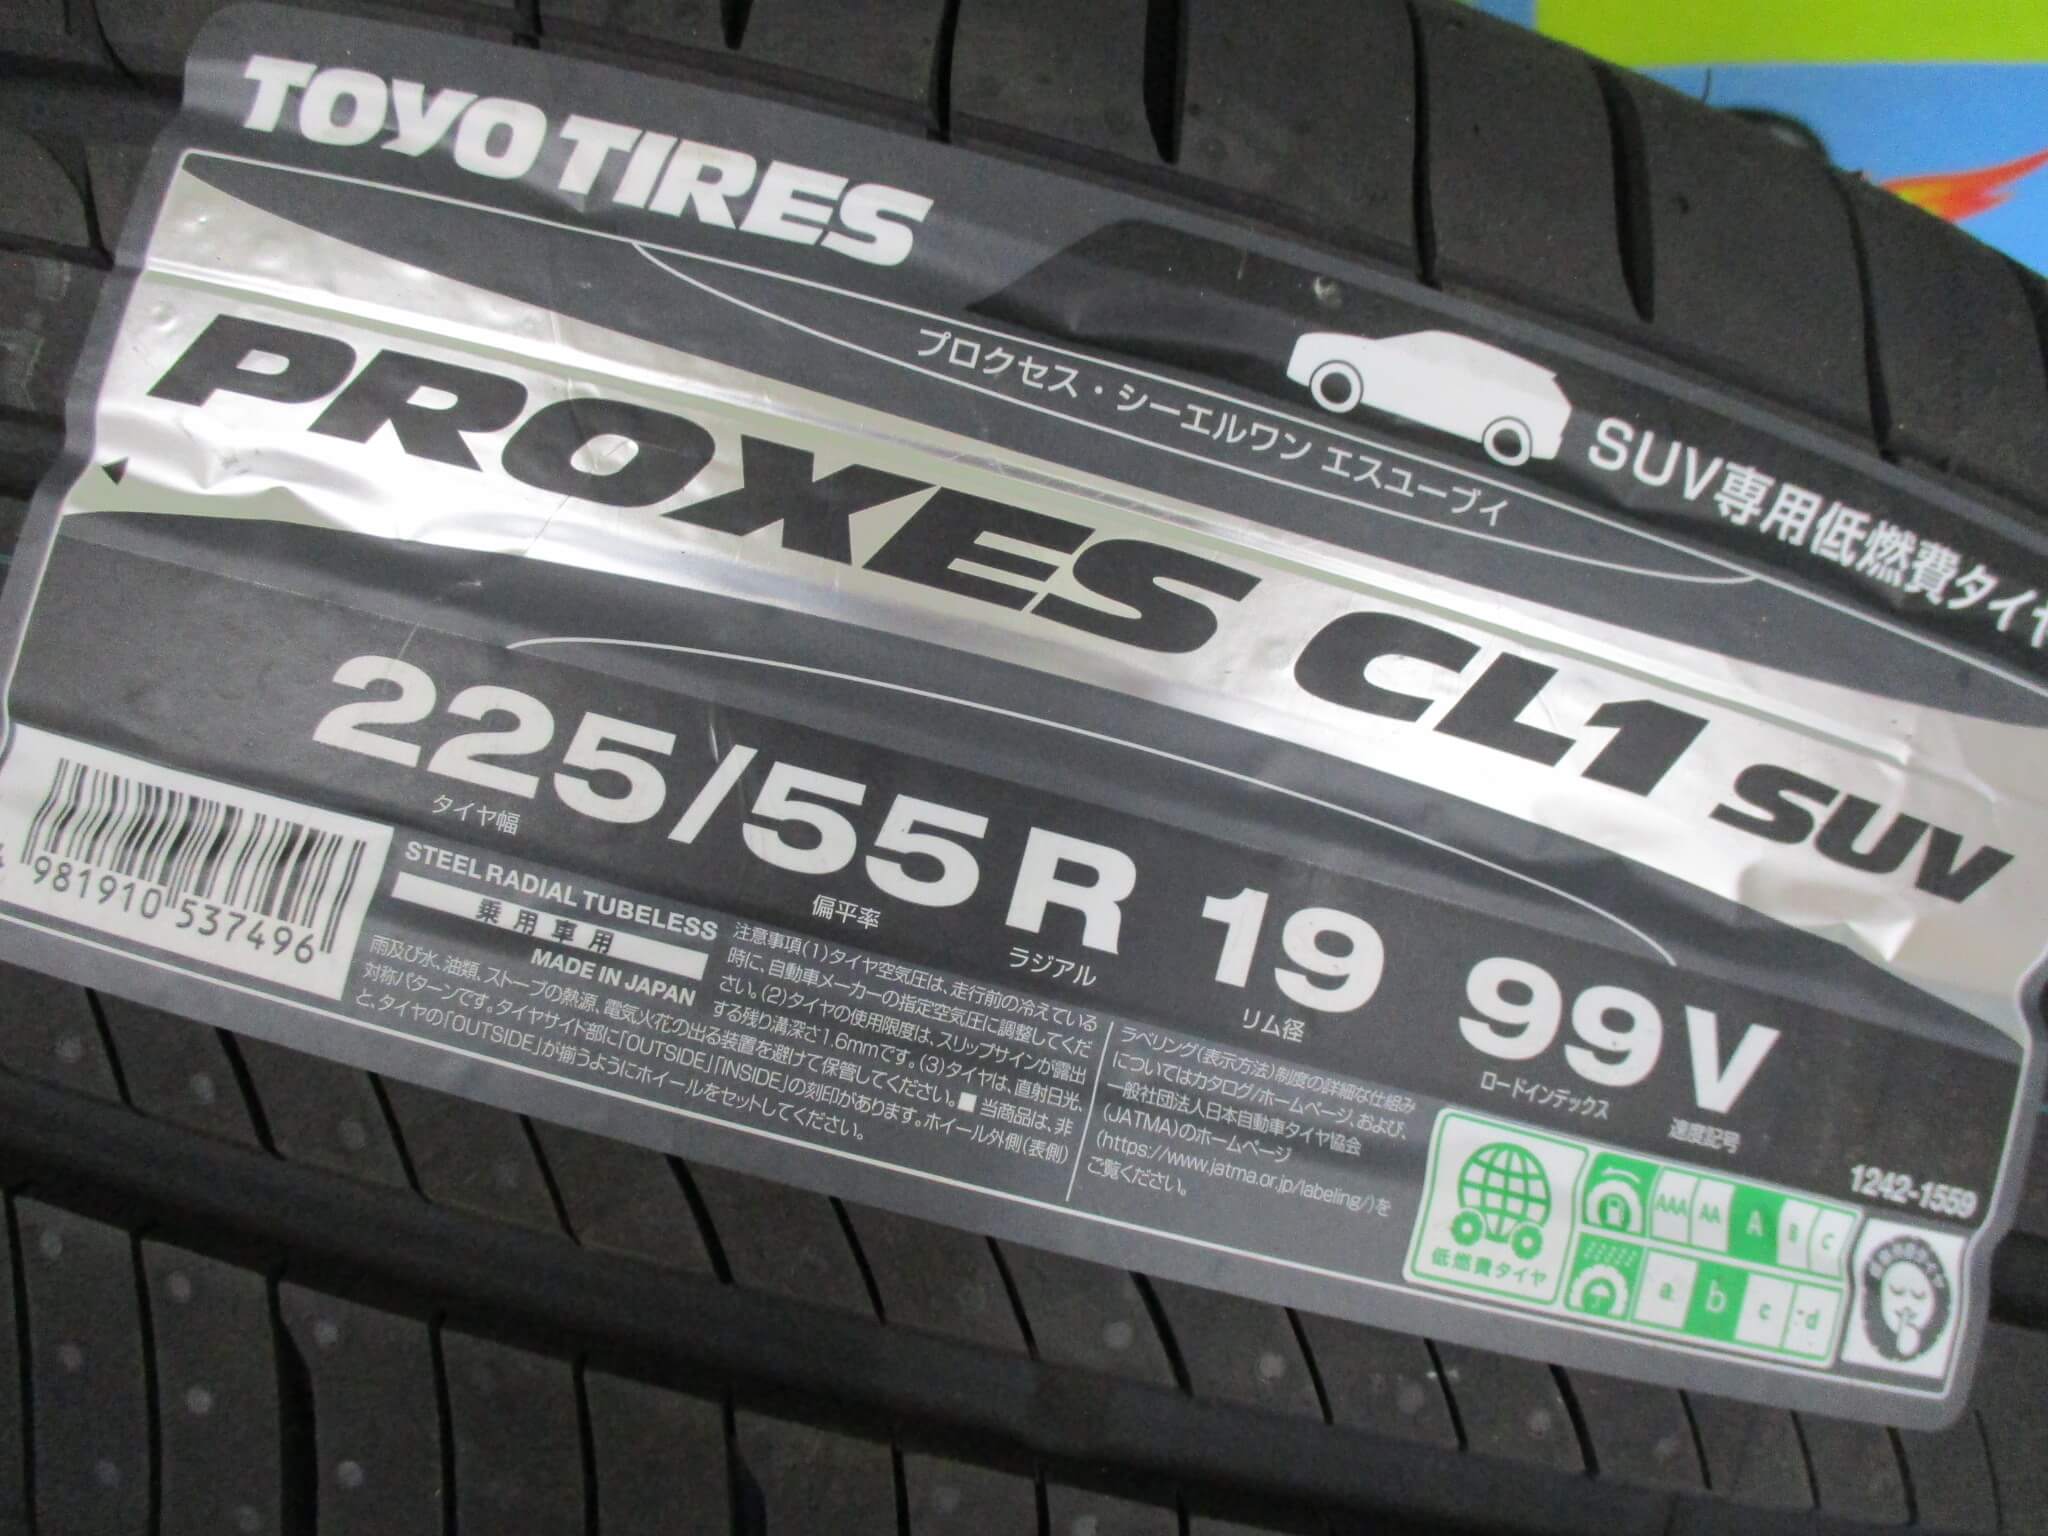 TOYO TIRES
SUV専用低燃費タイヤ
プロクセス・シーエルワン エスユーブイ
PROXES CL1 SUV
225/55 R 19 99 V
タイヤ幅 偏平率 ラジアル リム径 ロードインデックス 速度記号
4 981910 537496
STEEL RADIAL TUBELESS
乗用車用
MADE IN JAPAN
注意事項(1)タイヤ空気圧は、走行前の冷えている
時に、自動車メーカーの指定空気圧に調整してくだ
さい。(2)タイヤの使用限度は、スリップサインが露出
する残り溝深さ1.6mmです。(3)タイヤは、直射日光、
雨及び水、油類、ストーブの熱源、電気火花の出る装置を避けて保管してください。■当商品は、非
対称パターンです。タイヤサイド部に「OUTSIDE」「INSIDE」の刻印があります。ホイール外側(表側)
と、タイヤの「OUTSIDE」が揃うようにホイールをセットしてください。
ラベリング(表示方法)制度の詳細な仕組み
についてはカタログ/ホームページ、および、
一般社団法人日本自動車タイヤ協会
(JATMA)のホームページ
(https://www.jatma.or.jp/labeling/)を
ご覧ください。
1242-1559
低燃費タイヤ
AAA AA A B C
a b c d